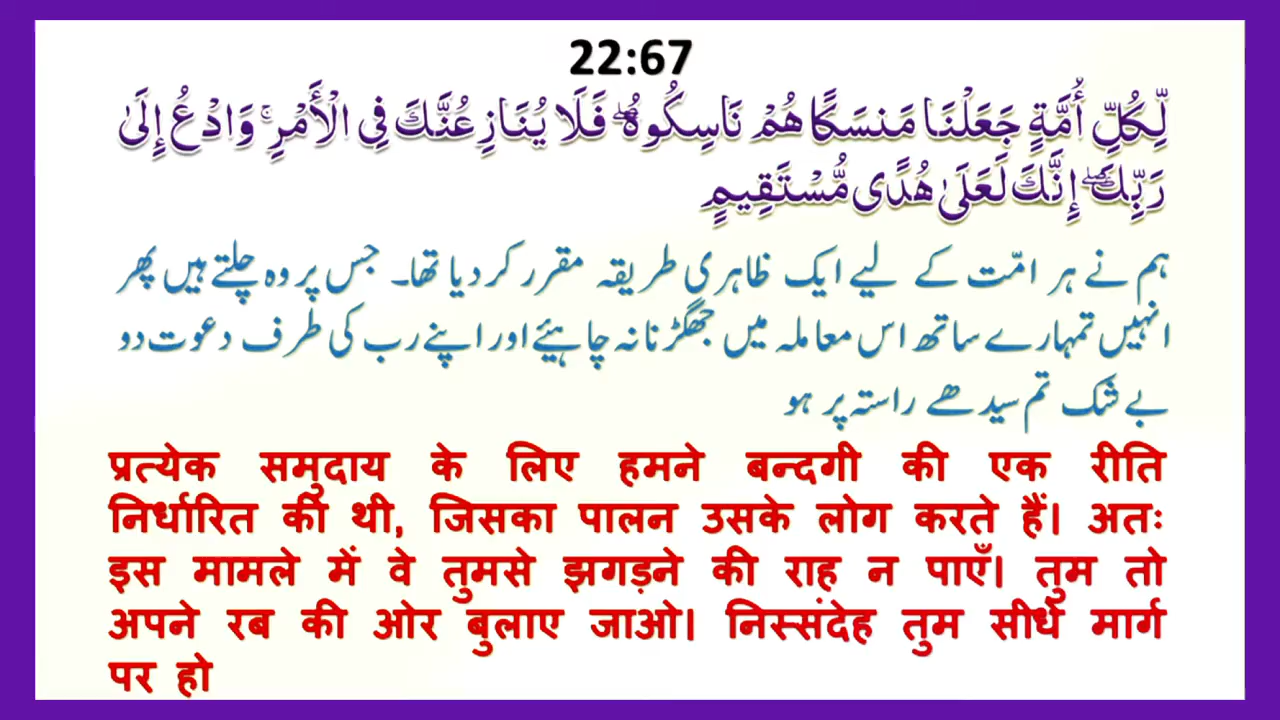 22:67
لِّكُلِّ أُمَّةٍ جَعَلْنَا مَنسَكًا هُمْ نَاسِكُوهُ ۖ فَلَا يُنَازِعُنَّكَ فِي الْأَمْرِ ۚ وَادْعُ إِلَىٰ
رَبِّكَ ۖ إِنَّكَ لَعَلَىٰ هُدًى مُّسْتَقِيمٍ
ہم نے ہر امّت کے لیے ایک ظاہری طریقہ مقرر کر دیا تھا۔ جس پر وہ چلتے ہیں پھر
انہیں تمہارے ساتھ اس معاملہ میں جھگڑنا نہ چاہیئے اور اپنے رب کی طرف دعوت دو
بے شک تم سیدھے راستہ پر ہو
प्रत्येक समुदाय के लिए हमने बन्दगी की एक रीति
निर्धारित की थी, जिसका पालन उसके लोग करते हैं। अतः
इस मामले में वे तुमसे झगड़ने की राह न पाएँ। तुम तो
अपने रब की ओर बुलाए जाओ। निस्संदेह तुम सीधे मार्ग
पर हो